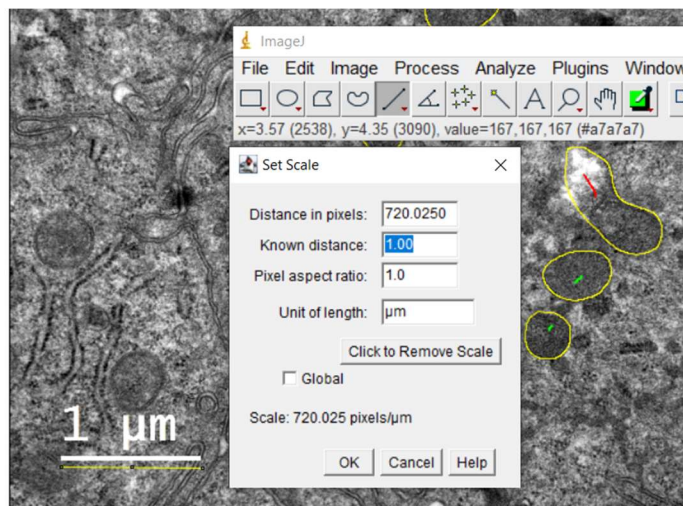 ImageJ
File Edit Image Process Analyze Plugins Window
A
x=3.57 (2538), y=4.35 (3090), value=167,167,167 (#a7a7a7)
Set Scale
Distance in pixels: 720.0250
Known distance: 1.00
Pixel aspect ratio: 1.0
Unit of length: µm
Click to Remove Scale
Global
Scale: 720.025 pixels/µm
OK Cancel Help
1 µm